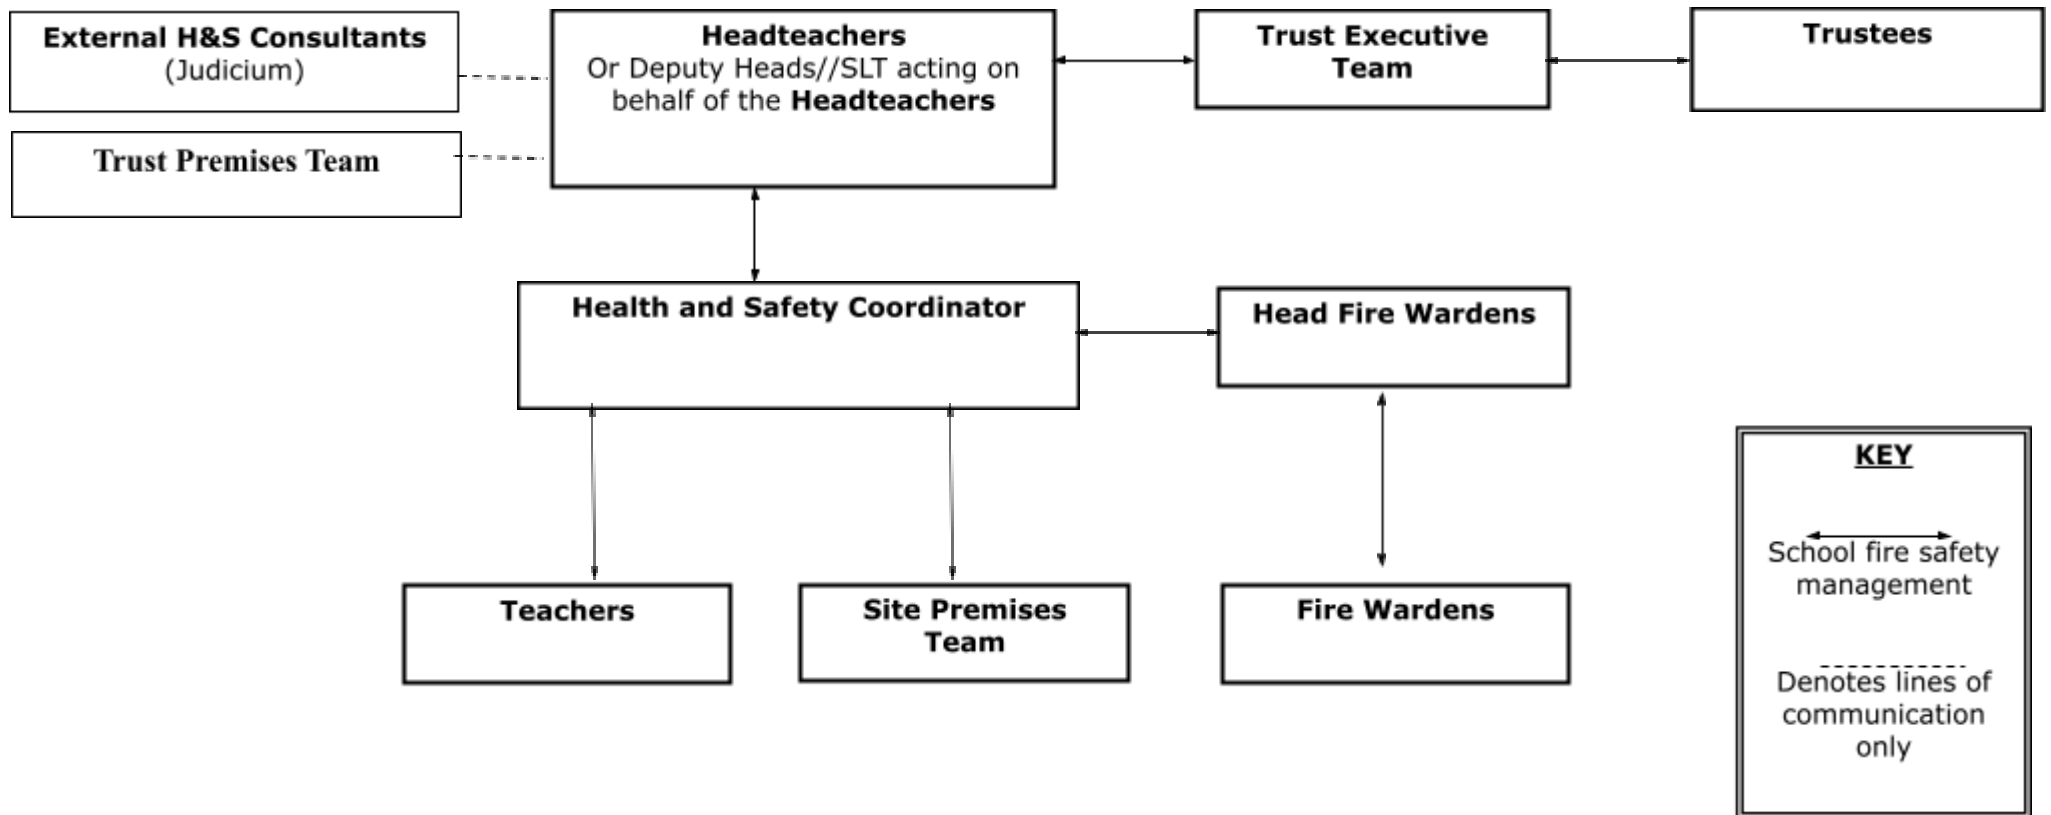 External H&S Consultants
(Judicium)
Trust Premises Team
Headteachers
Or Deputy Heads//SLT acting on
behalf of the Headteachers
Trust Executive
Team
Trustees
Health and Safety Coordinator
Head Fire Wardens
Teachers
Site Premises
Team
Fire Wardens
KEY
School fire safety
management
Denotes lines of
communication
only